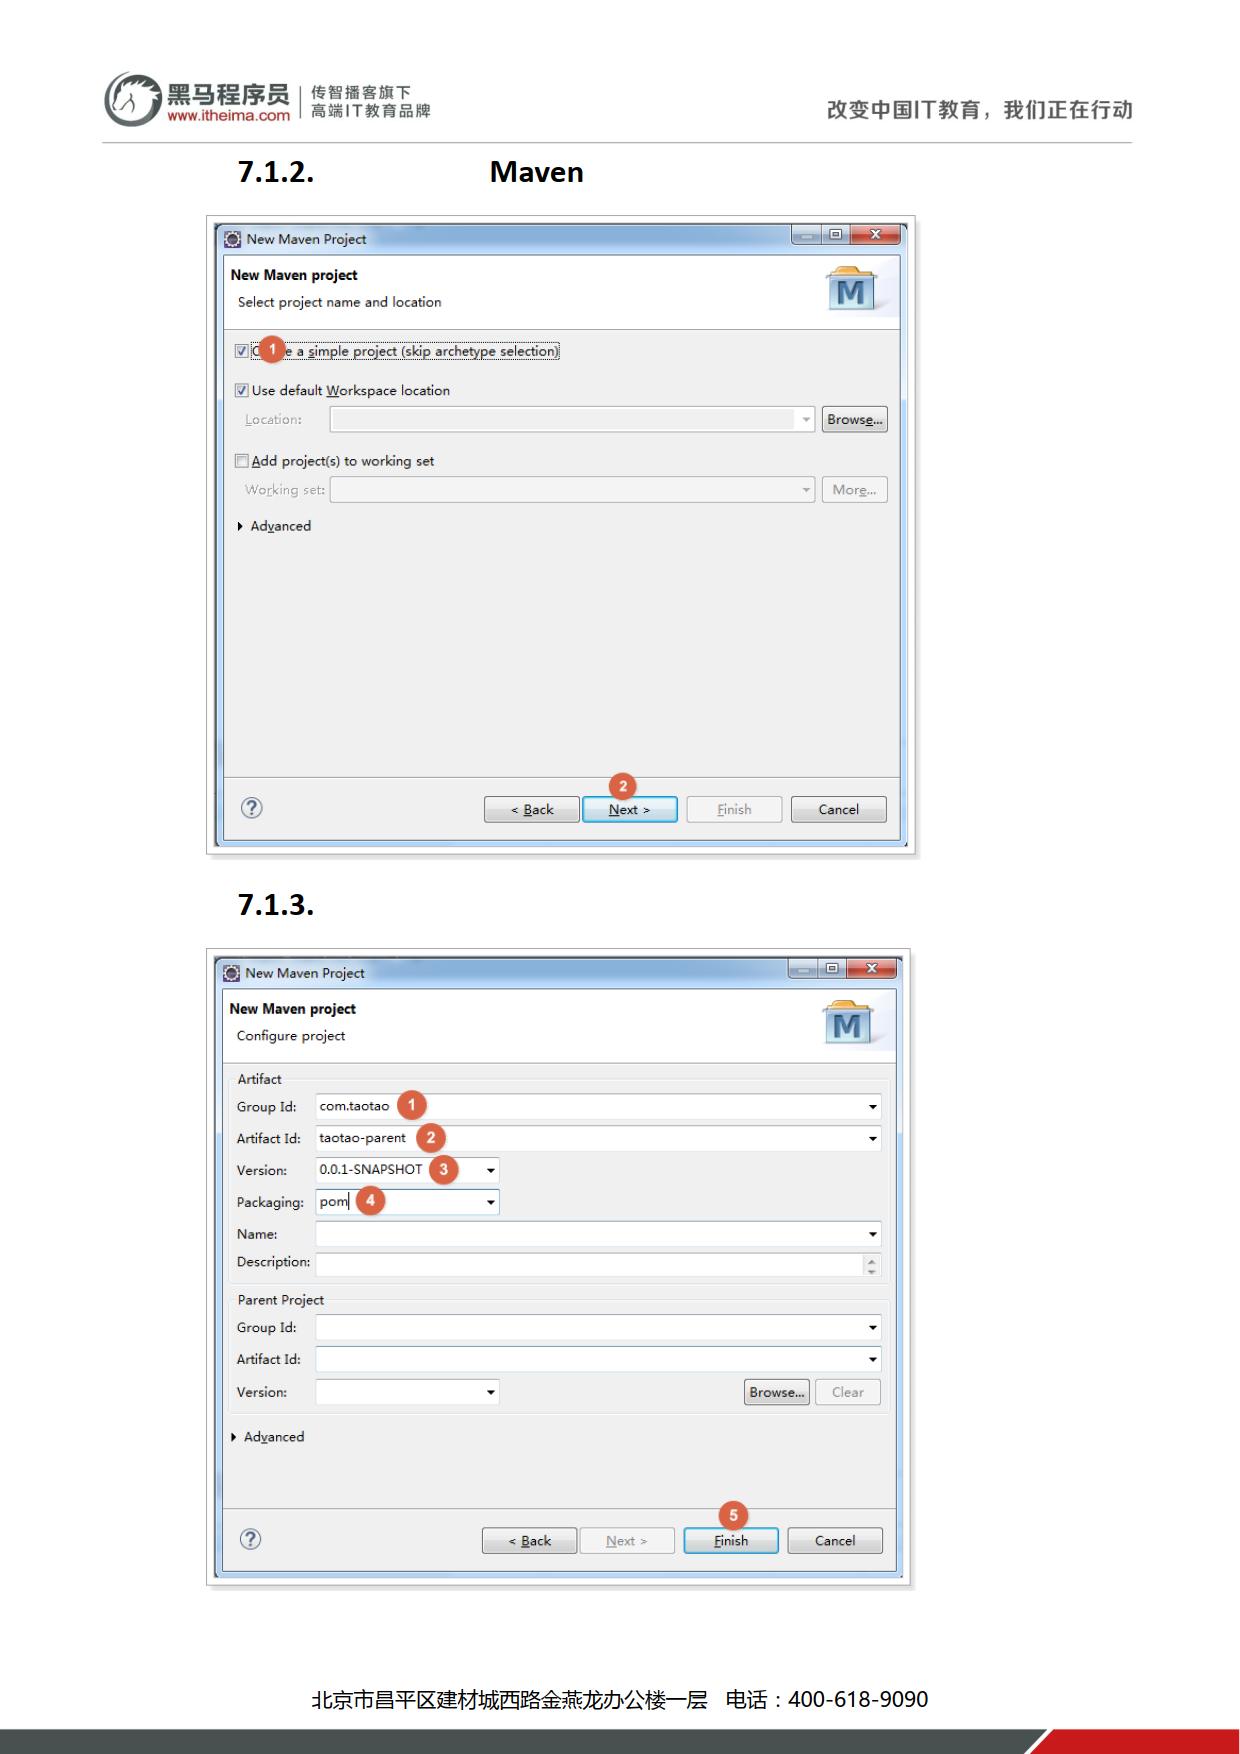 黑马程序员
www.itheima.com
传智播客旗下
高端IT教育品牌
改变中国IT教育，我们正在行动
7.1.2. Maven
New Maven Project
New Maven project
Select project name and location
1
a simple project (skip archetype selection)
Use default Workspace location
Location:
Browse...
Add project(s) to working set
Working set:
More...
Advanced
2
< Back
Next >
Finish
Cancel
7.1.3.
New Maven Project
New Maven project
Configure project
Artifact
Group Id: com.taotao 1
Artifact Id: taotao-parent 2
Version: 0.0.1-SNAPSHOT 3
Packaging: pom 4
Name:
Description:
Parent Project
Group Id:
Artifact Id:
Version:
Browse...
Clear
Advanced
5
< Back
Next >
Finish
Cancel
北京市昌平区建材城西路金燕龙办公楼一层 电话：400-618-9090